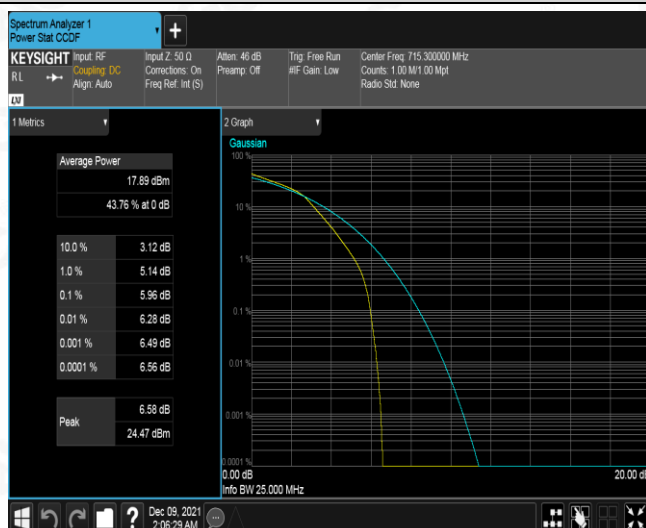 Spectrum Analyzer 1
Power Stat CCDF
+
KEYSIGHT
RL
LXI
Input: RF
Coupling: DC
Align: Auto
Input Z: 50 Ω
Corrections: On
Freq Ref: Int (S)
Atten: 46 dB
Preamp: Off
Trig: Free Run
#IF Gain: Low
Center Freq: 715.300000 MHz
Counts: 1.00 M/1.00 Mpt
Radio Std: None
1 Metrics
Average Power
17.89 dBm
43.76 % at 0 dB
10.0 % 3.12 dB
1.0 % 5.14 dB
0.1 % 5.96 dB
0.01 % 6.28 dB
0.001 % 6.49 dB
0.0001 % 6.56 dB
Peak
6.58 dB
24.47 dBm
2 Graph
Gaussian
100 %
10 %
1 %
0.1 %
0.01 %
0.001 %
0.0001 %
0.00 dB
20.00 dB
Info BW 25.000 MHz
?
Dec 09, 2021
2:06:29 AM